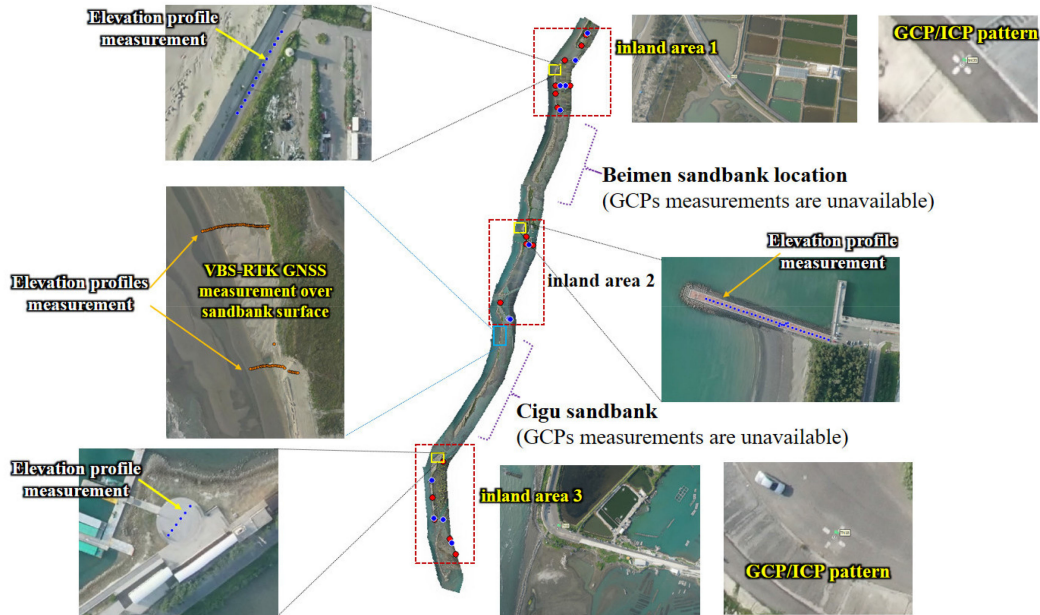 Elevation profile
measurement
inland area 1
GCP/ICP pattern
Beimen sandbank location
(GCPs measurements are unavailable)
Elevation profiles
measurement
VBS-RTK GNSS
measurement over
sandbank surface
inland area 2
Elevation profile
measurement
Cigu sandbank
(GCPs measurements are unavailable)
Elevation profile
measurement
inland area 3
GCP/ICP pattern